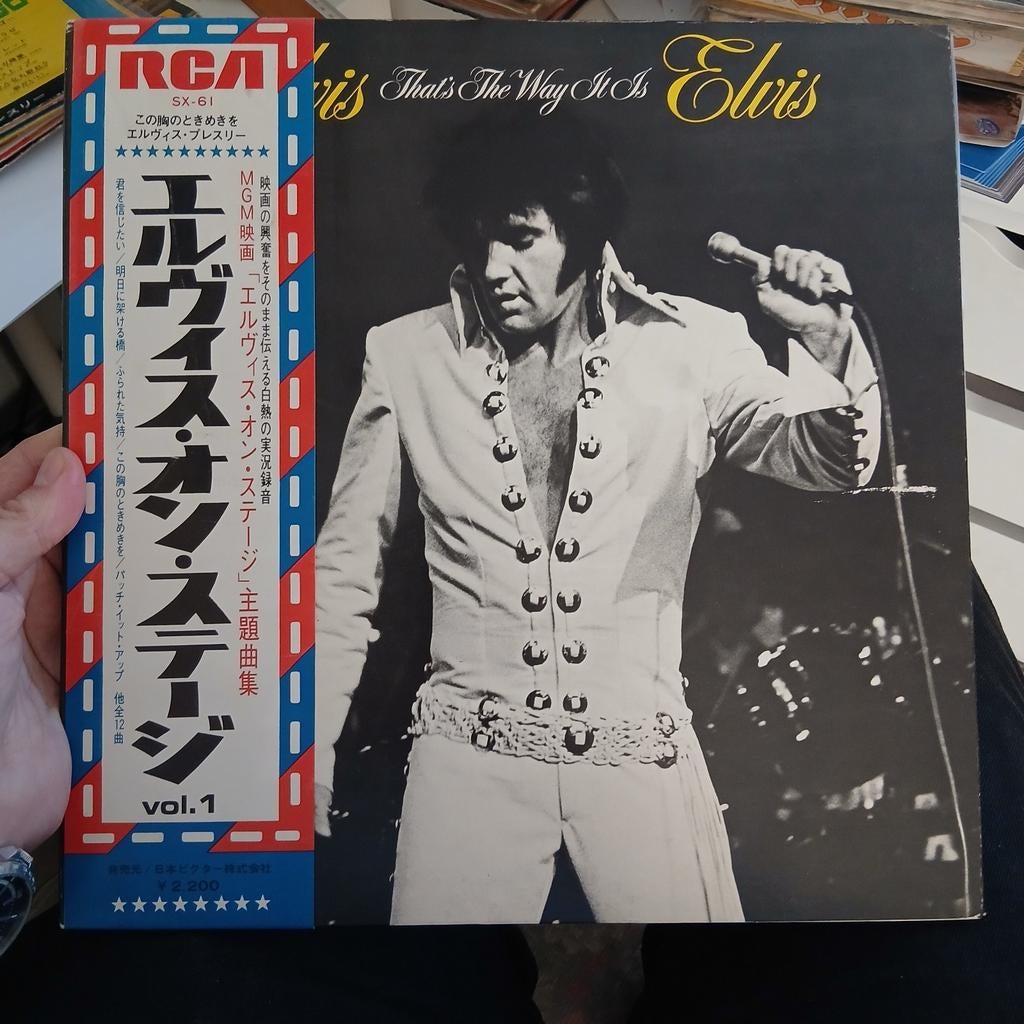 RCA
SX-61
この胸のときめきを
エルヴィス・プレスリー
映画の興奮をそのまま伝える白熱の実況録音
MGM映画「エルヴィス・オン・ステージ」主題曲集
エルヴィス・オン・ステージ
君を信じたい/明日に架ける橋/ふられた気持/この胸のときめきを/パッチ・イット・アップ 他全12曲
vol.1
発売元/日本ビクター株式会社
¥2,200
lvis That's The Way It Is Elvis